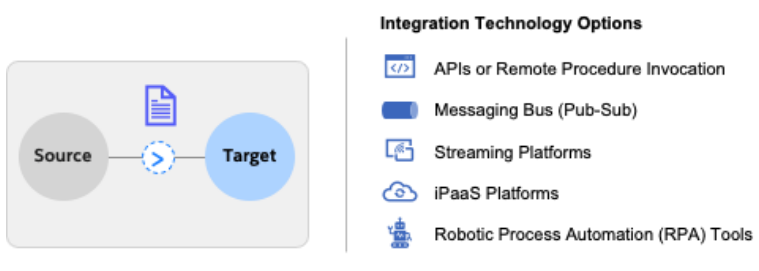 Integration Technology Options
APIs or Remote Procedure Invocation
Messaging Bus (Pub-Sub)
Streaming Platforms
iPaaS Platforms
Robotic Process Automation (RPA) Tools
Source
Target